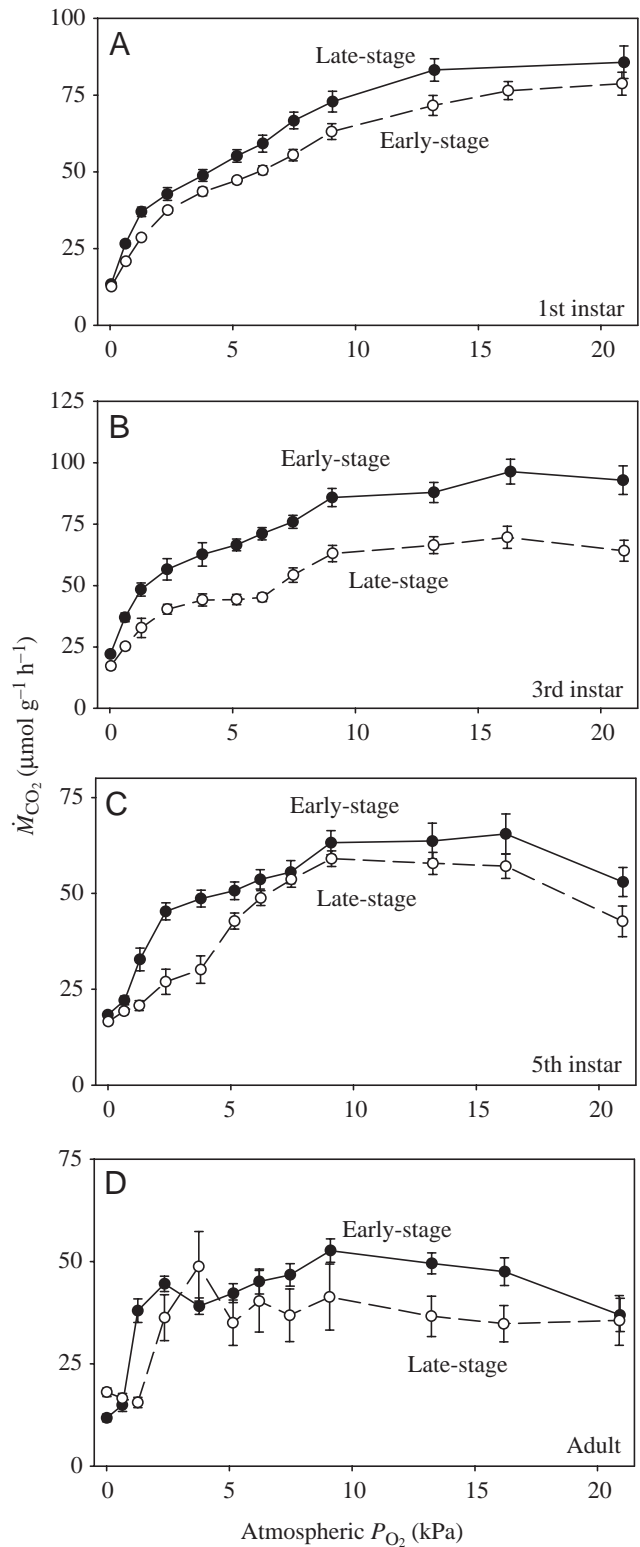 A
100
75
50
25
0
Late-stage
Early-stage
1st instar
0 5 10 15 20
B
125
100
75
50
25
0
Early-stage
Late-stage
3rd instar
0 5 10 15 20
ṀCO₂ (μmol g⁻¹ h⁻¹)
C
75
50
25
0
Early-stage
Late-stage
5th instar
0 5 10 15 20
D
75
50
25
0
Early-stage
Late-stage
Adult
0 5 10 15 20
Atmospheric PO₂ (kPa)